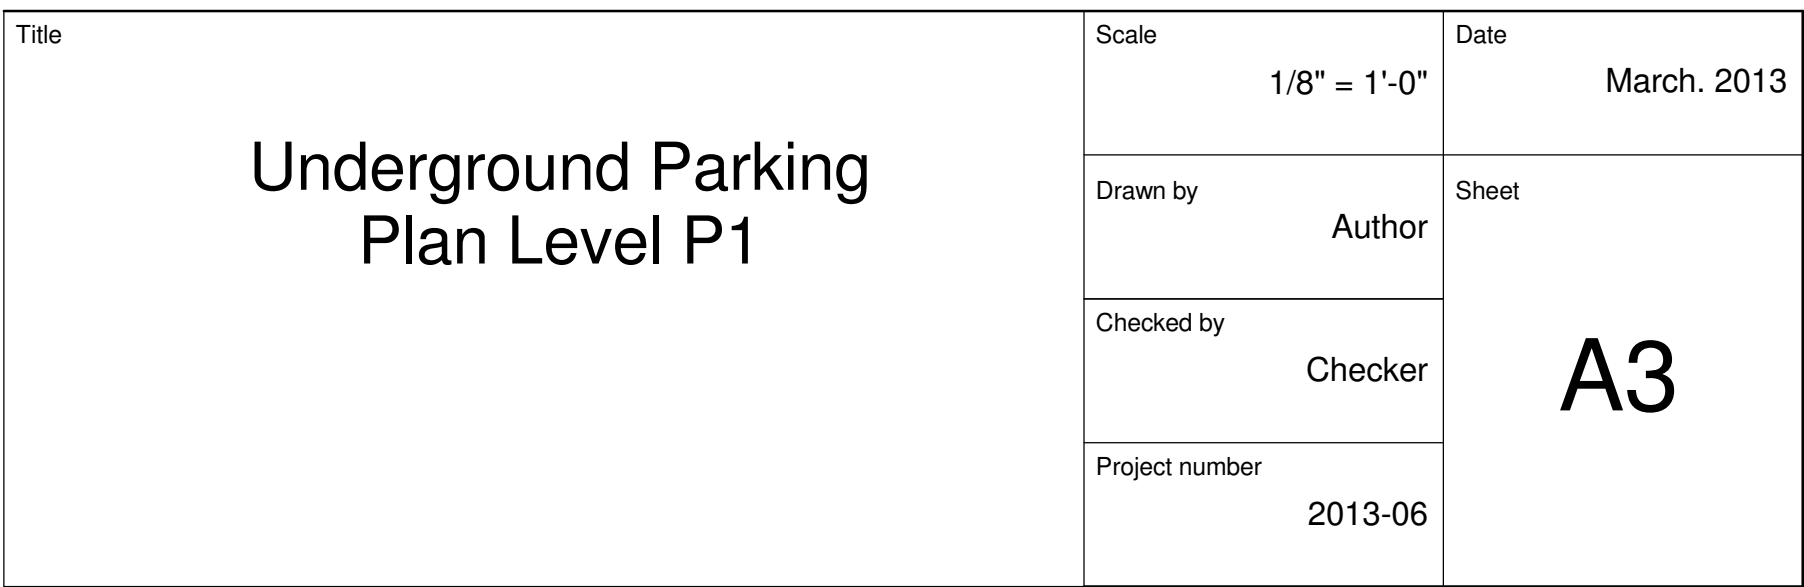 Title
Underground Parking
Plan Level P1
Scale
1/8" = 1'-0"
Date
March. 2013
Drawn by
Author
Sheet
A3
Checked by
Checker
Project number
2013-06